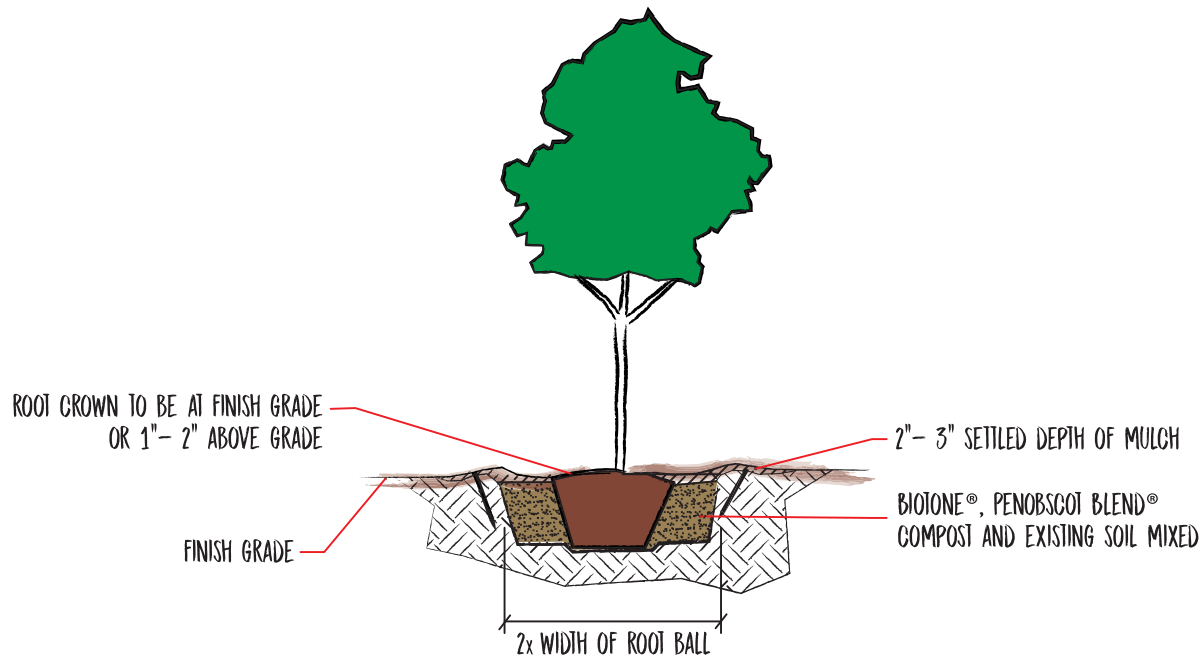 ROOT CROWN TO BE AT FINISH GRADE
OR 1"- 2" ABOVE GRADE
2"- 3" SETTLED DEPTH OF MULCH
BIOTONE®, PENOBSCOT BLEND®
COMPOST AND EXISTING SOIL MIXED
FINISH GRADE
2x WIDTH OF ROOT BALL